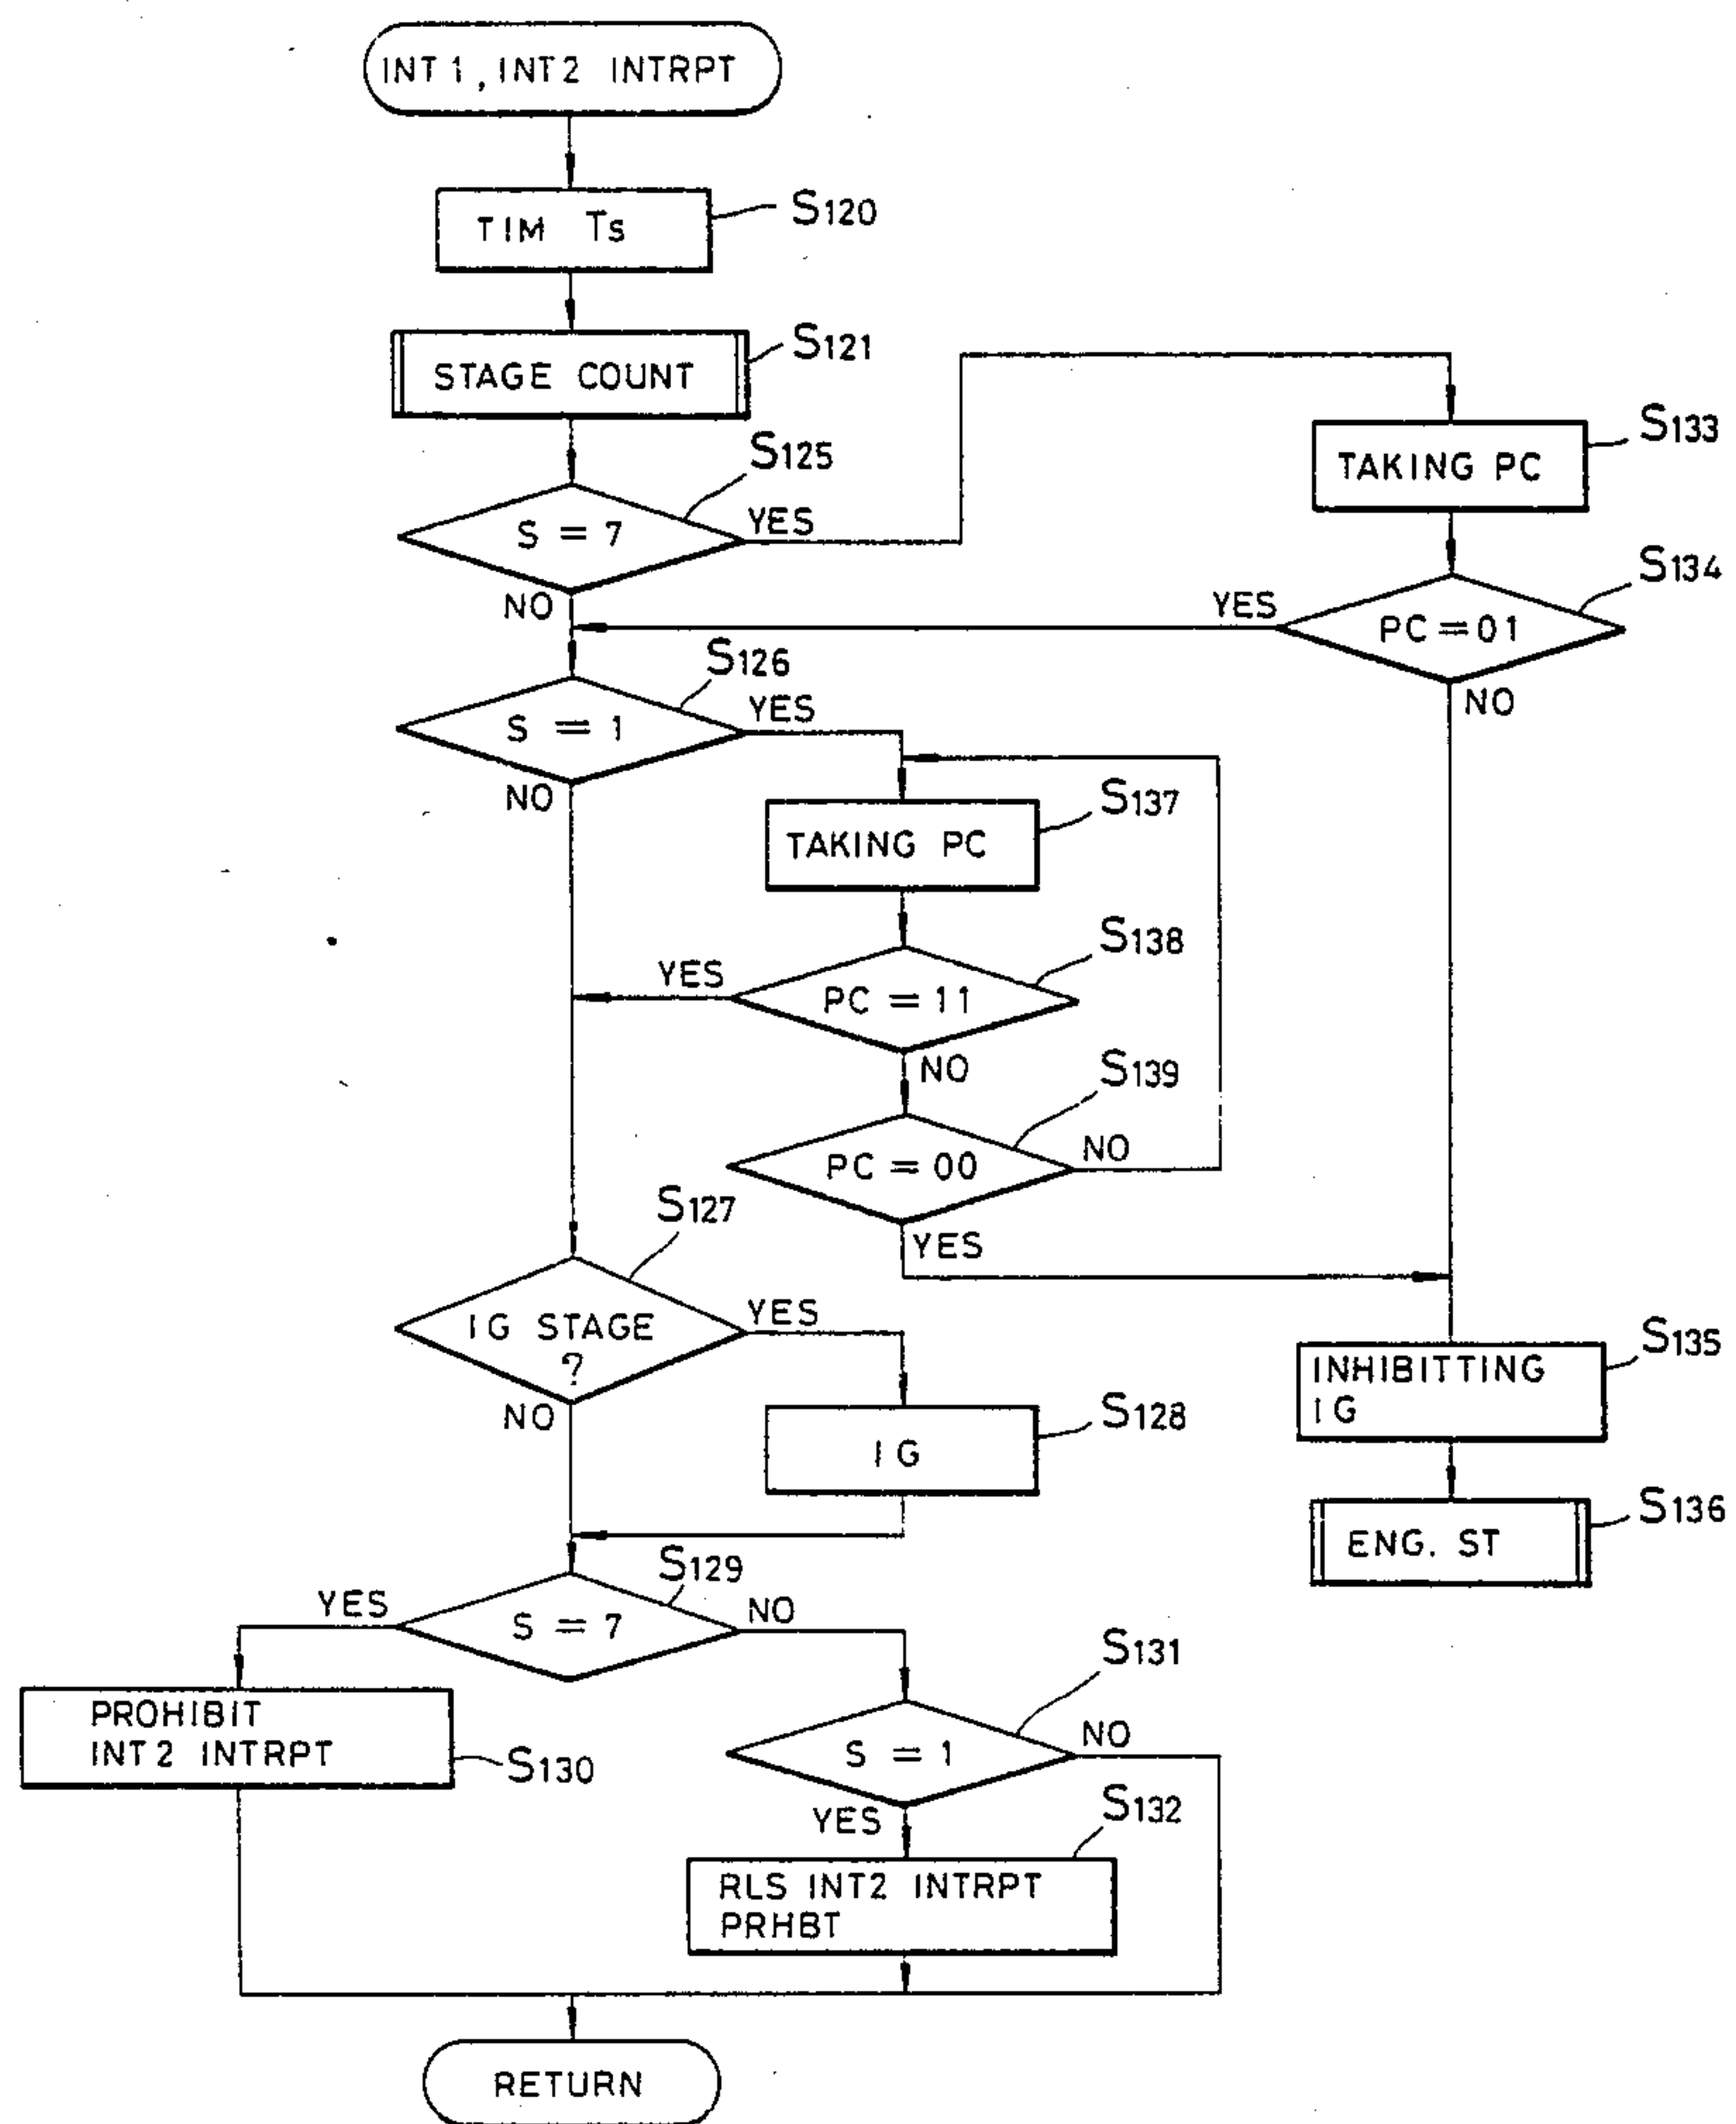 INT1, INT2 INTRPT
TIM Ts
S120
STAGE COUNT
S121
S = 7
S125
YES
NO
TAKING PC
S133
PC = 01
S134
YES
NO
S = 1
S126
YES
NO
TAKING PC
S137
PC = 11
S138
YES
NO
PC = 00
S139
NO
YES
IG STAGE
?
S127
YES
NO
IG
S128
INHIBITTING
IG
S135
ENG. ST
S136
S = 7
S129
YES
NO
PROHIBIT
INT2 INTRPT
S130
S = 1
S131
NO
YES
RLS INT2 INTRPT
PRHBT
S132
RETURN